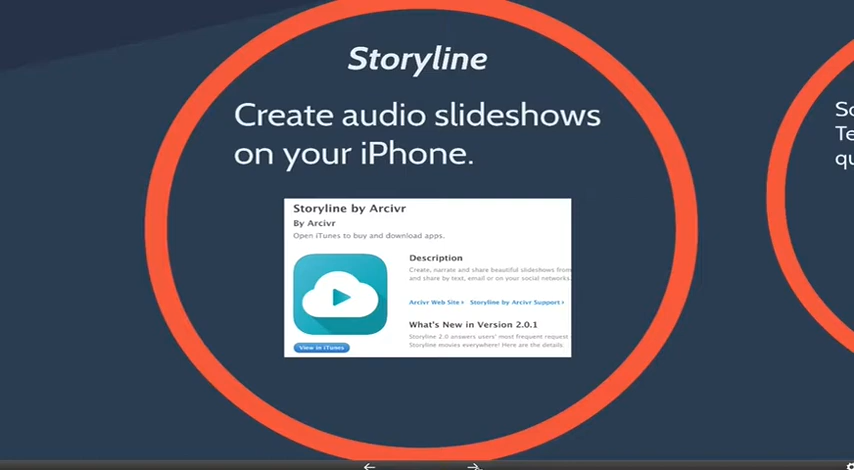 Storyline
Create audio slideshows
on your iPhone.
Storyline by Arcivr
By Arcivr
Open iTunes to buy and download apps.
Description
Create, narrate and share beautiful slideshows from
and share by text, email or on your social networks.
Arcivr Web Site Storyline by Arcivr Support
What's New in Version 2.0.1
Storyline 2.0 answers users' most frequent request
Storyline movies everywhere! Here are the details.
View in iTunes